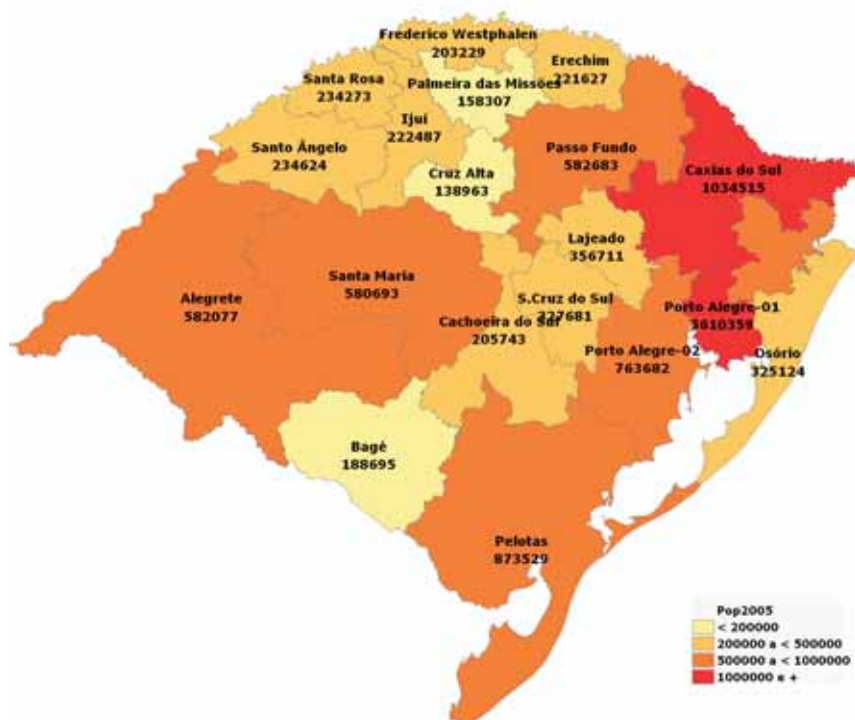 Frederico Westphalen
203229
Erechim
221627
Santa Rosa
234273
Palmeira das Missões
158307
Ijuí
222487
Santo Ângelo
234624
Passo Fundo
582683
Cruz Alta
138963
Caxias do Sul
1034515
Lajeado
356711
Santa Maria
580693
Alegrete
582077
S.Cruz do Sul
Cachoeira do Sul
205743
Porto Alegre-01
Porto Alegre-02
763682
Osório
325124
Bagé
188695
Pelotas
873529
Pop2005
< 200000
200000 a < 500000
500000 a < 1000000
1000000 e +